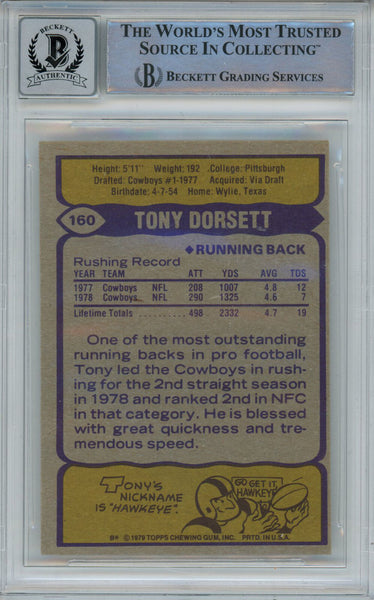 BECKETT
AUTHENTIC
THE WORLD'S MOST TRUSTED
SOURCE IN COLLECTING™
B BECKETT GRADING SERVICES
Height: 5'11" Weight: 192 College: Pittsburgh
Drafted: Cowboys #1-1977 Acquired: Via Draft
Birthdate: 4-7-54 Home: Wylie, Texas
160 TONY DORSETT
◆RUNNING BACK
Rushing Record
YEAR TEAM ATT YDS AVG TDS
1977 Cowboys NFL 208 1007 4.8 12
1978 Cowboys NFL 290 1325 4.6 7
Lifetime Totals .......... 498 2332 4.7 19
One of the most outstanding
running backs in pro football,
Tony led the Cowboys in rush-
ing for the 2nd straight season
in 1978 and ranked 2nd in NFC
in that category. He is blessed
with great quickness and tre-
mendous speed.
TONY'S
NICKNAME
IS "HAWKEYE".
GO GET IT,
HAWKEYE!
B* © 1979 TOPPS CHEWING GUM, INC. PRTD. IN U.S.A.